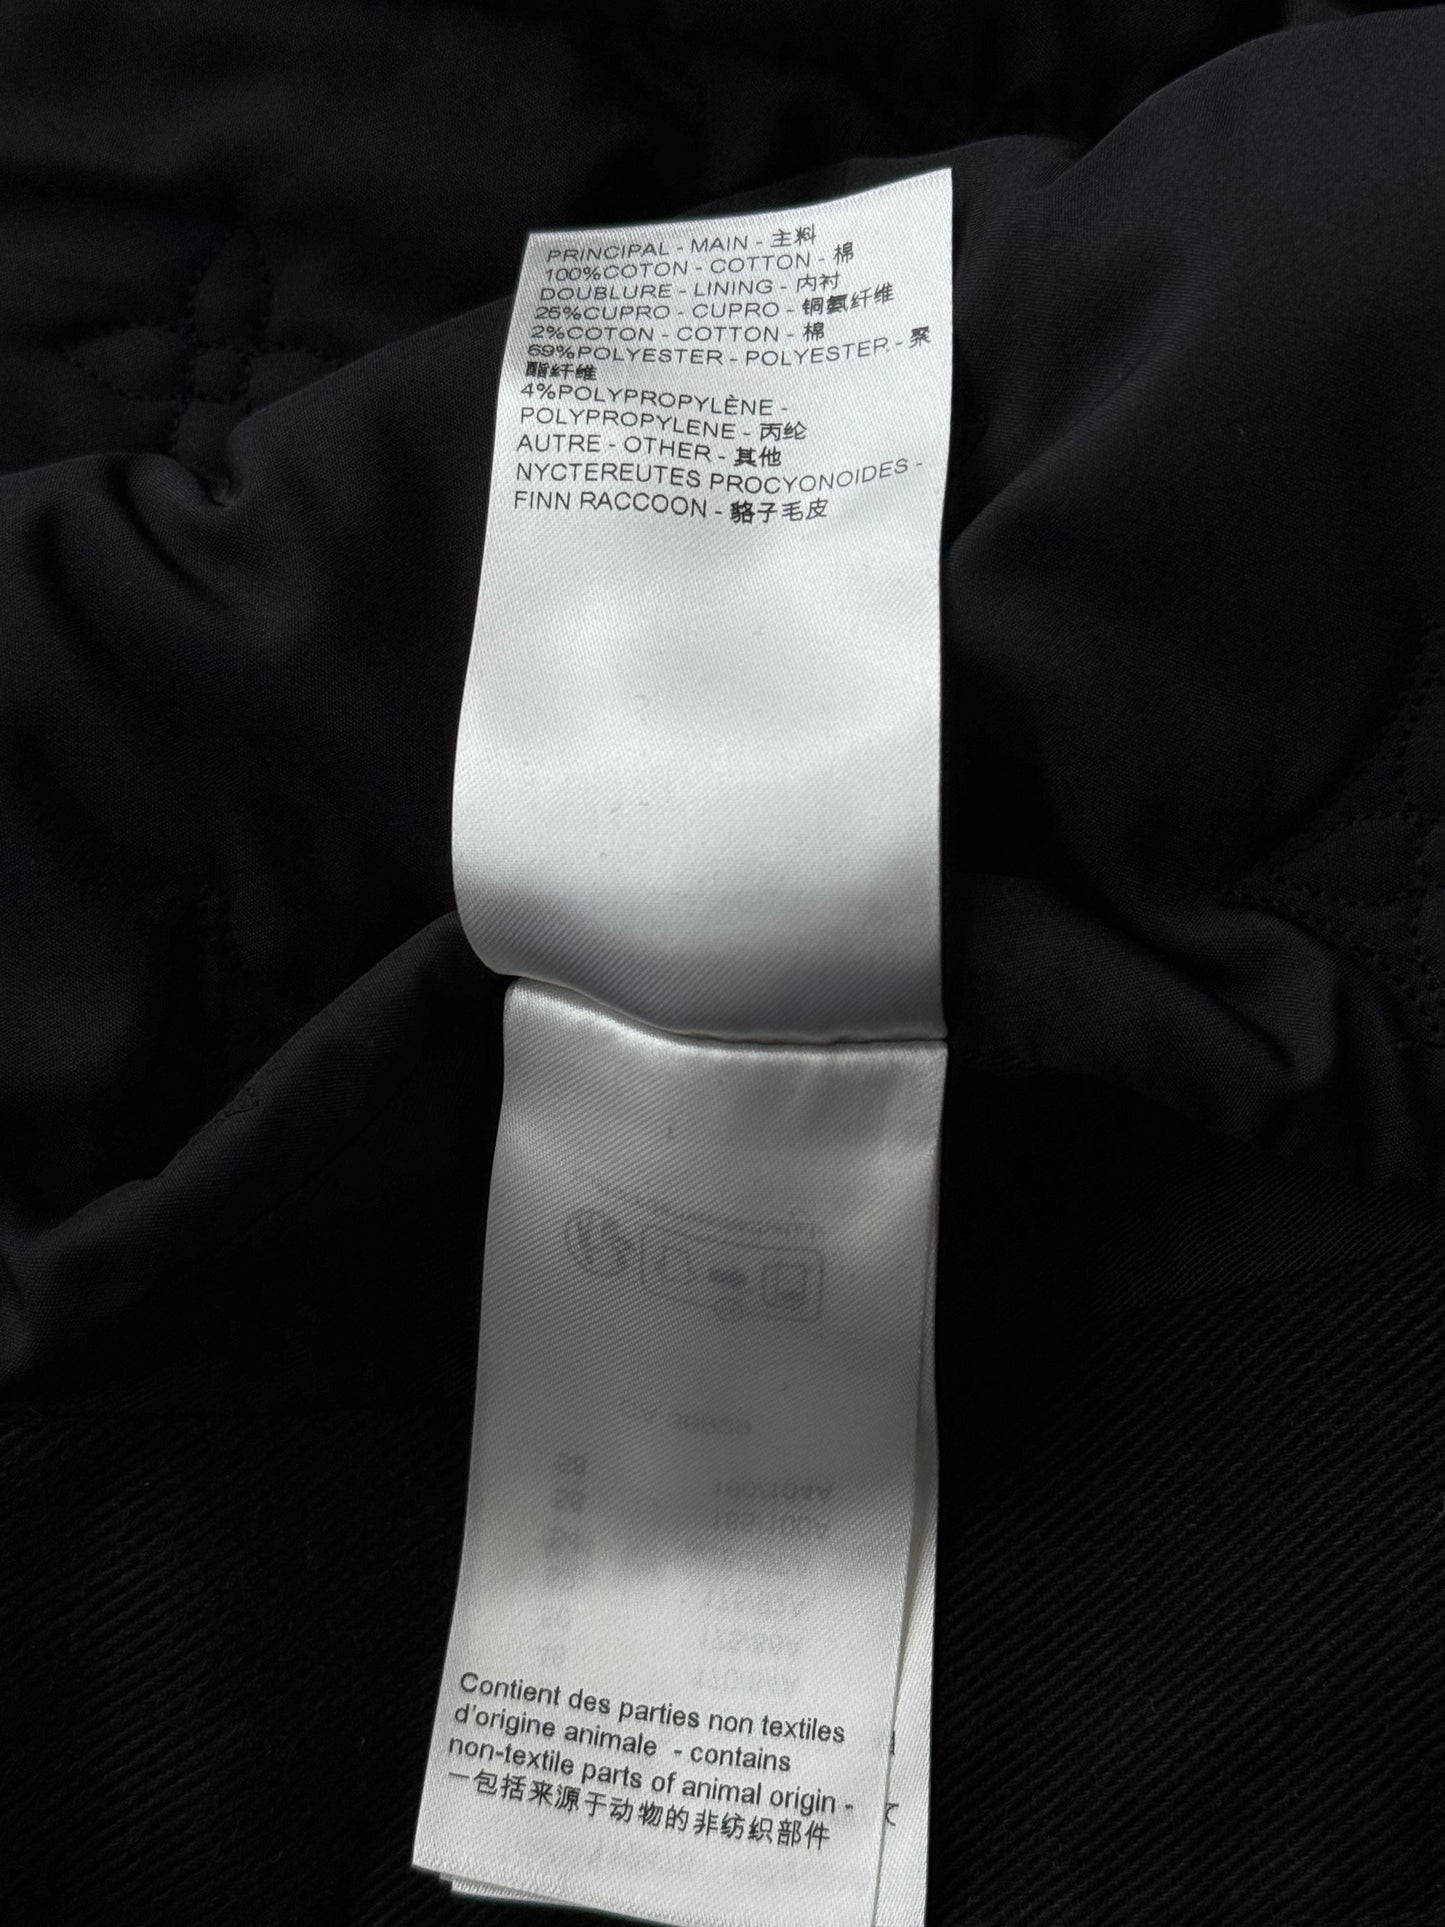 PRINCIPAL - MAIN - 主料
100%COTON - COTTON - 棉
DOUBLURE - LINING - 内衬
25%CUPRO - CUPRO - 铜氨纤维
2%COTON - COTTON - 棉
69%POLYESTER - POLYESTER - 聚
酯纤维
4%POLYPROPYLÈNE -
POLYPROPYLENE - 丙纶
AUTRE - OTHER - 其他
NYCTEREUTES PROCYONOIDES -
FINN RACCOON - 貉子毛皮
Contient des parties non textiles
d'origine animale - contains
non-textile parts of animal origin -
一包括来源于动物的非纺织部件